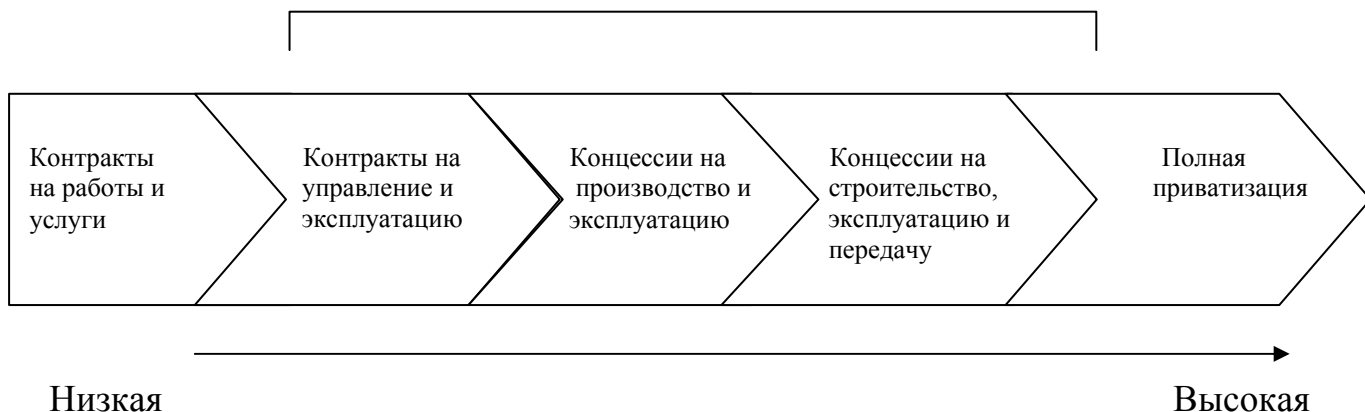 Контракты
на работы и
услуги
Контракты на
управление и
эксплуатацию
Концессии на
производство и
эксплуатацию
Концессии на
строительство,
эксплуатацию и
передачу
Полная
приватизация
Низкая
Высокая